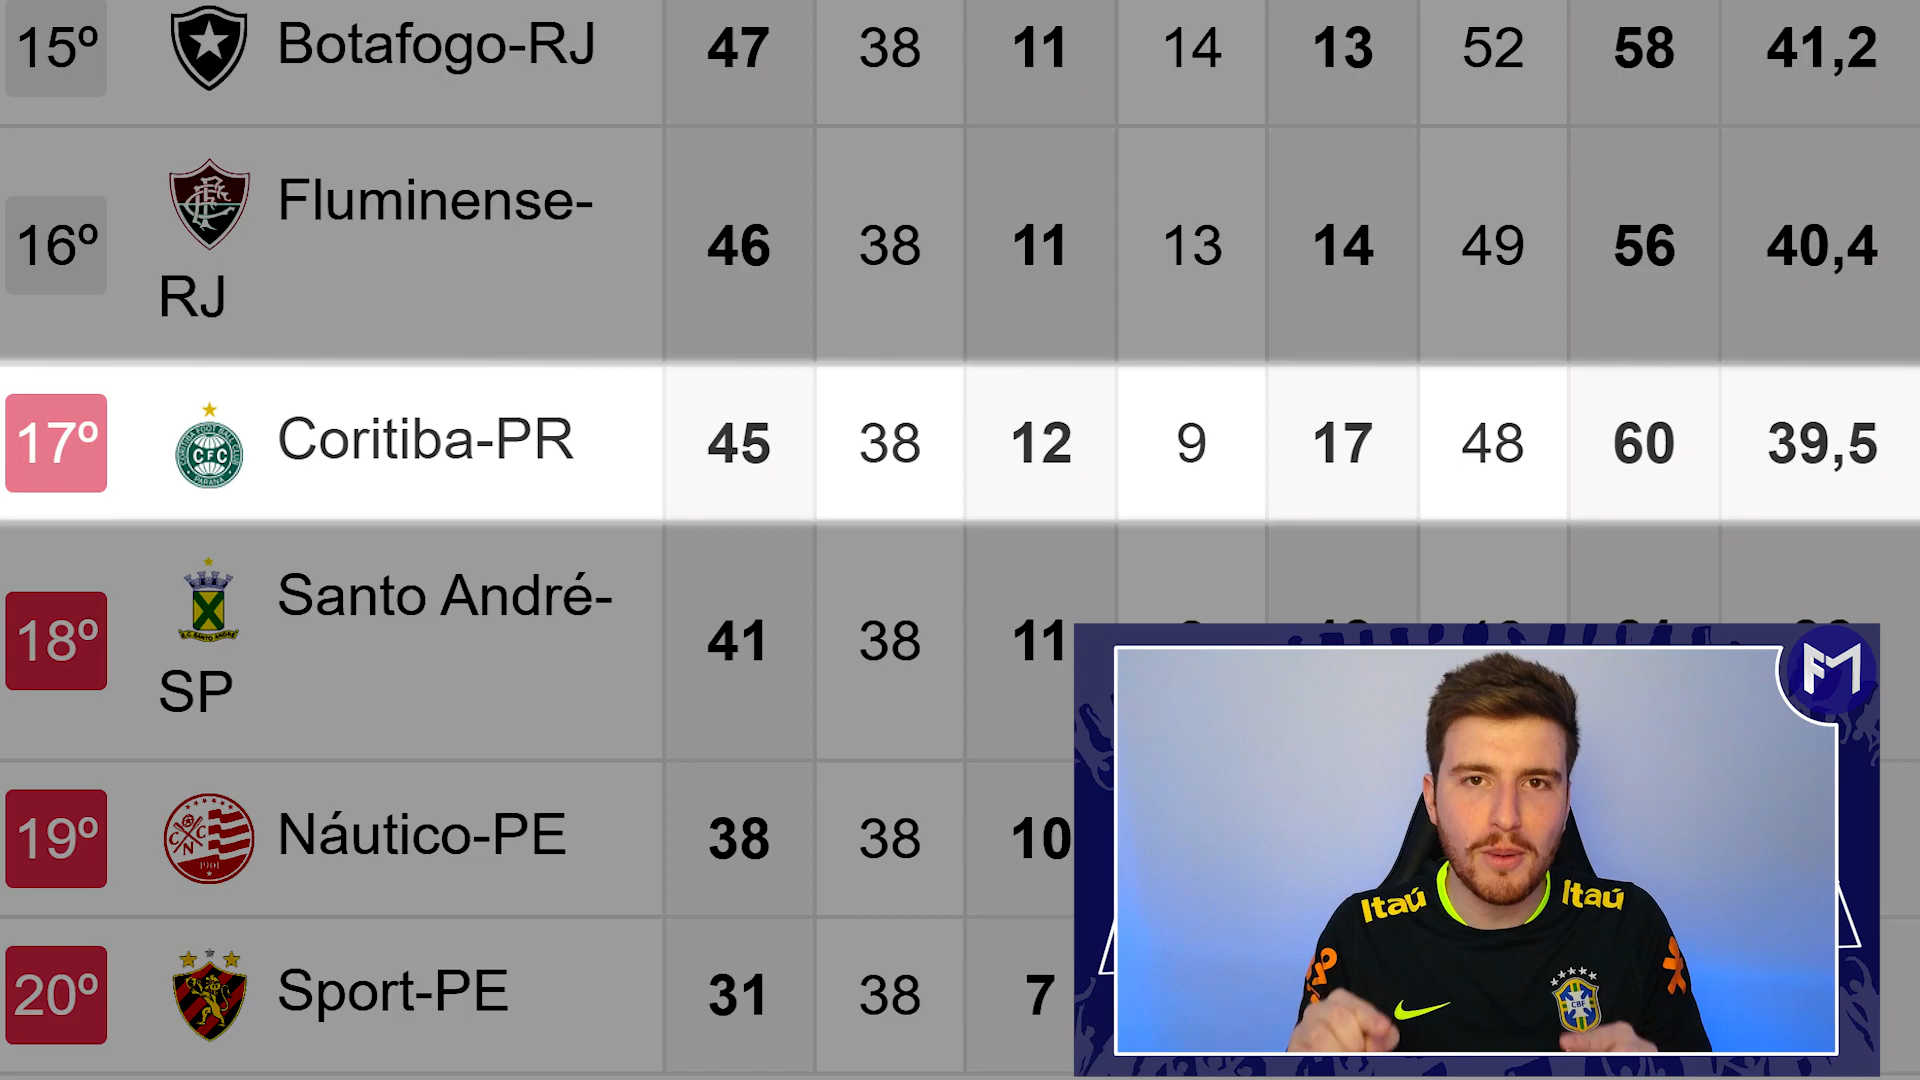 15º Botafogo-RJ 47 38 11 14 13 52 58 41,2
16º Fluminense-
RJ 46 38 11 13 14 49 56 40,4
17º Coritiba-PR 45 38 12 9 17 48 60 39,5
CFC
18º Santo André-
SP 41 38 11
19º Náutico-PE 38 38 10
1901
20º Sport-PE 31 38 7
FM
Itaú Itaú
CBF